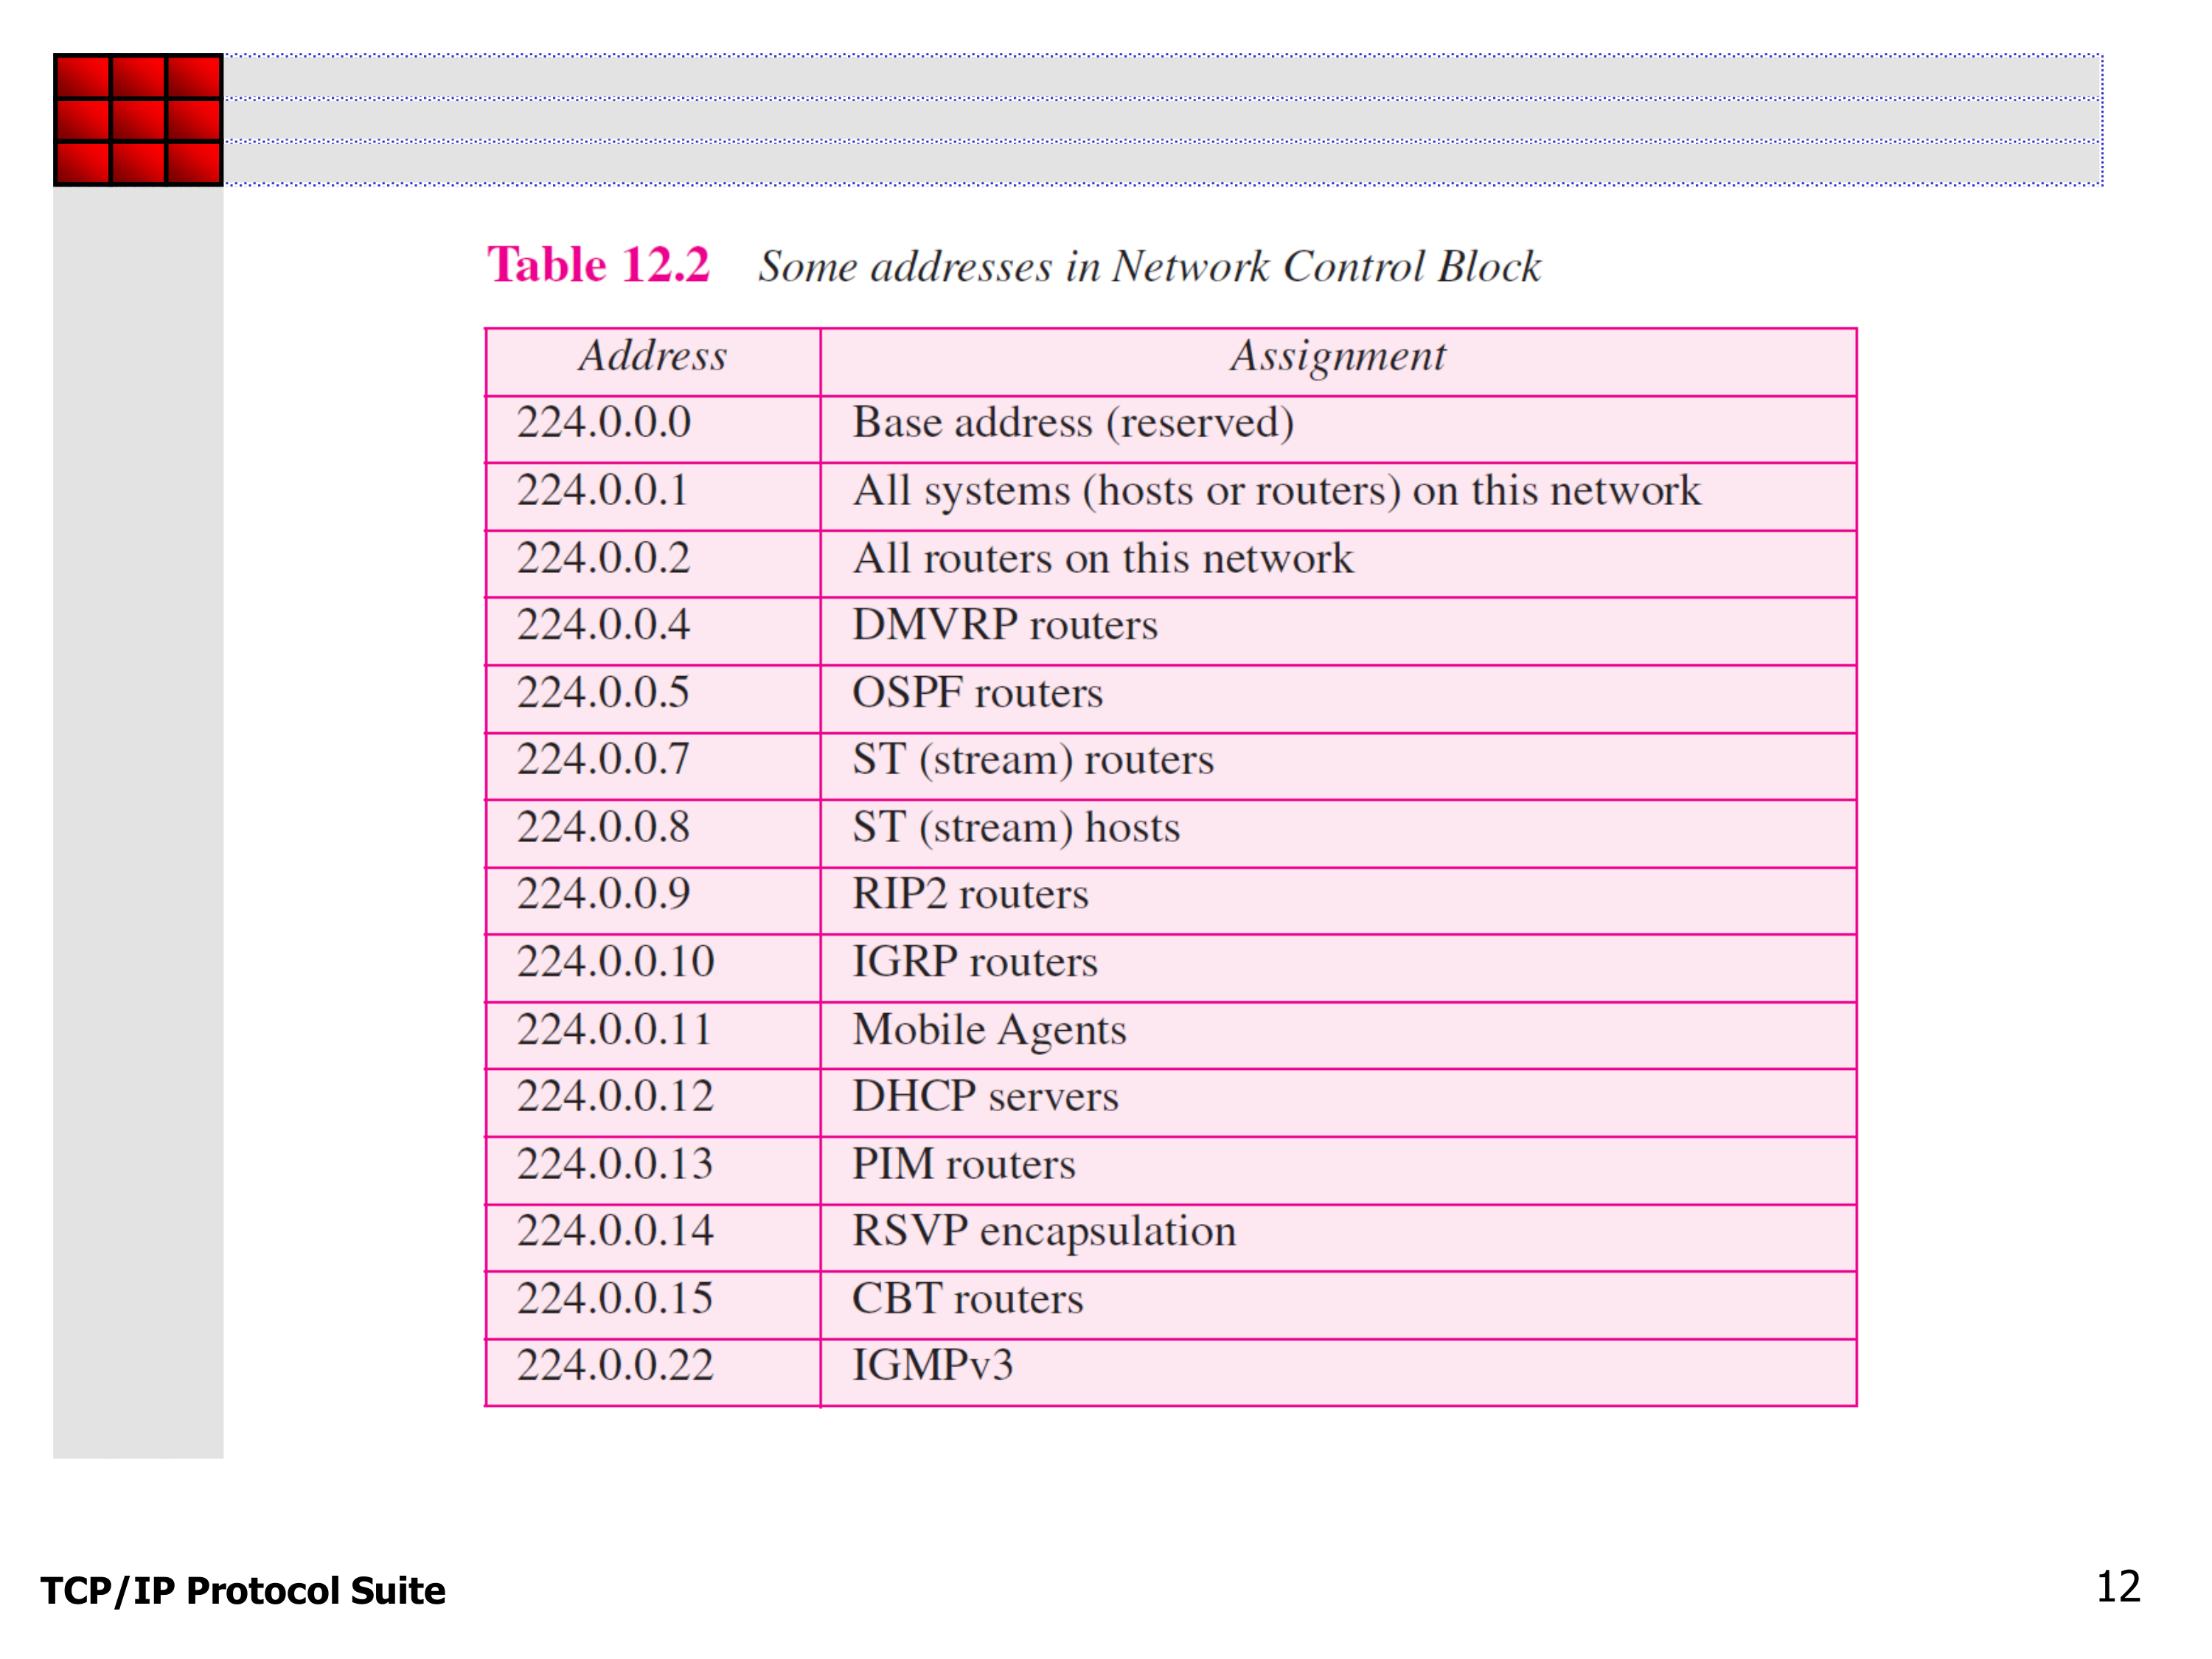 Table 12.2 Some addresses in Network Control Block
Address Assignment
224.0.0.0 Base address (reserved)
224.0.0.1 All systems (hosts or routers) on this network
224.0.0.2 All routers on this network
224.0.0.4 DMVRP routers
224.0.0.5 OSPF routers
224.0.0.7 ST (stream) routers
224.0.0.8 ST (stream) hosts
224.0.0.9 RIP2 routers
224.0.0.10 IGRP routers
224.0.0.11 Mobile Agents
224.0.0.12 DHCP servers
224.0.0.13 PIM routers
224.0.0.14 RSVP encapsulation
224.0.0.15 CBT routers
224.0.0.22 IGMPv3
TCP/IP Protocol Suite 12